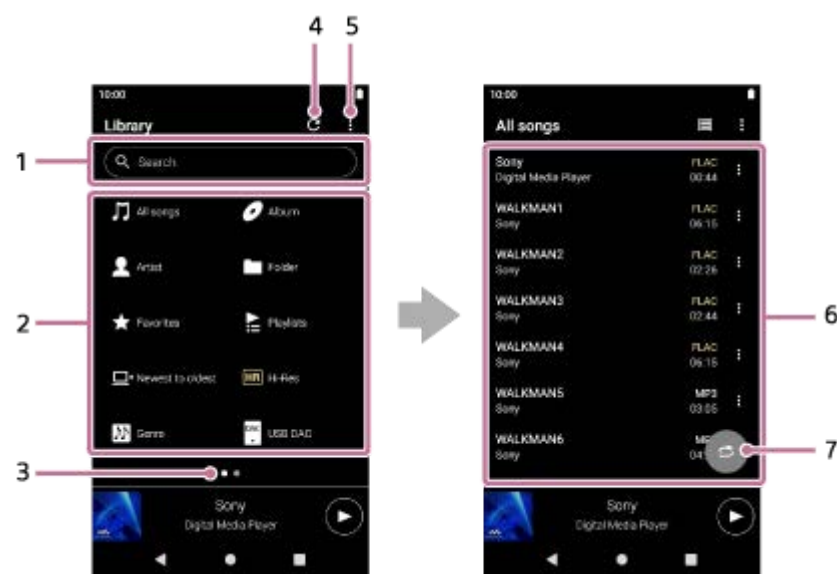 4 5
10:00
Library
1
Search
2
All songs Album
Artist Folder
Favorites Playlists
Newest to oldest HR Hi-Res
Genre DAC USB DAC
3
Sony
Digital Media Player
10:00
All songs
Sony FLAC
Digital Media Player 00:44
WALKMAN1 FLAC
Sony 06:15
WALKMAN2 FLAC
Sony 02:26
WALKMAN3 FLAC
Sony 02:44
WALKMAN4 FLAC
Sony 06:15
WALKMAN5 MP3
Sony 03:05
WALKMAN6
Sony 04:
6
7
Sony
Digital Media Player